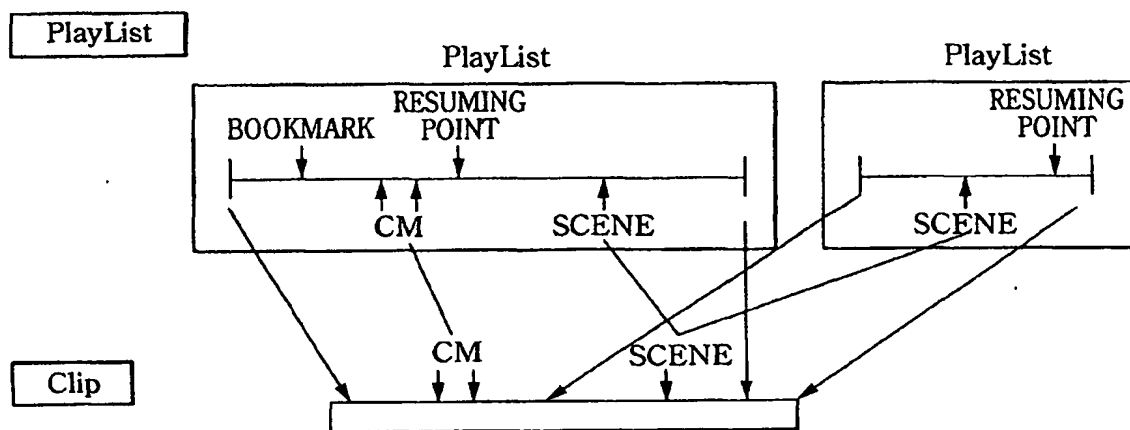 PlayList
PlayList
PlayList
BOOKMARK
RESUMING
POINT
CM
SCENE
RESUMING
POINT
SCENE
CM
SCENE
Clip